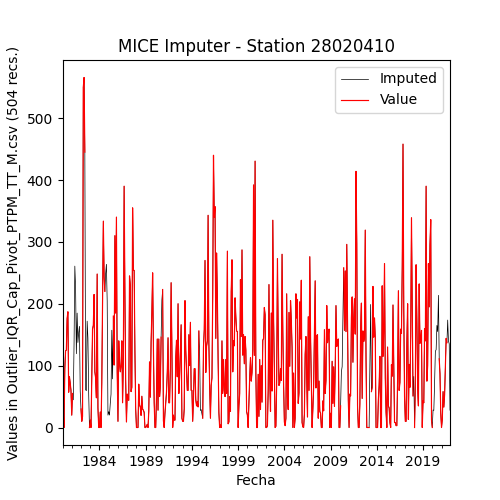 MICE Imputer - Station 28020410
Values in Outlier_IQR_Cap_Pivot_PTPM_TT_M.csv (504 recs.)
Imputed
Value
500
400
300
200
100
0
1984
1989
1994
1999
2004
2009
2014
2019
Fecha